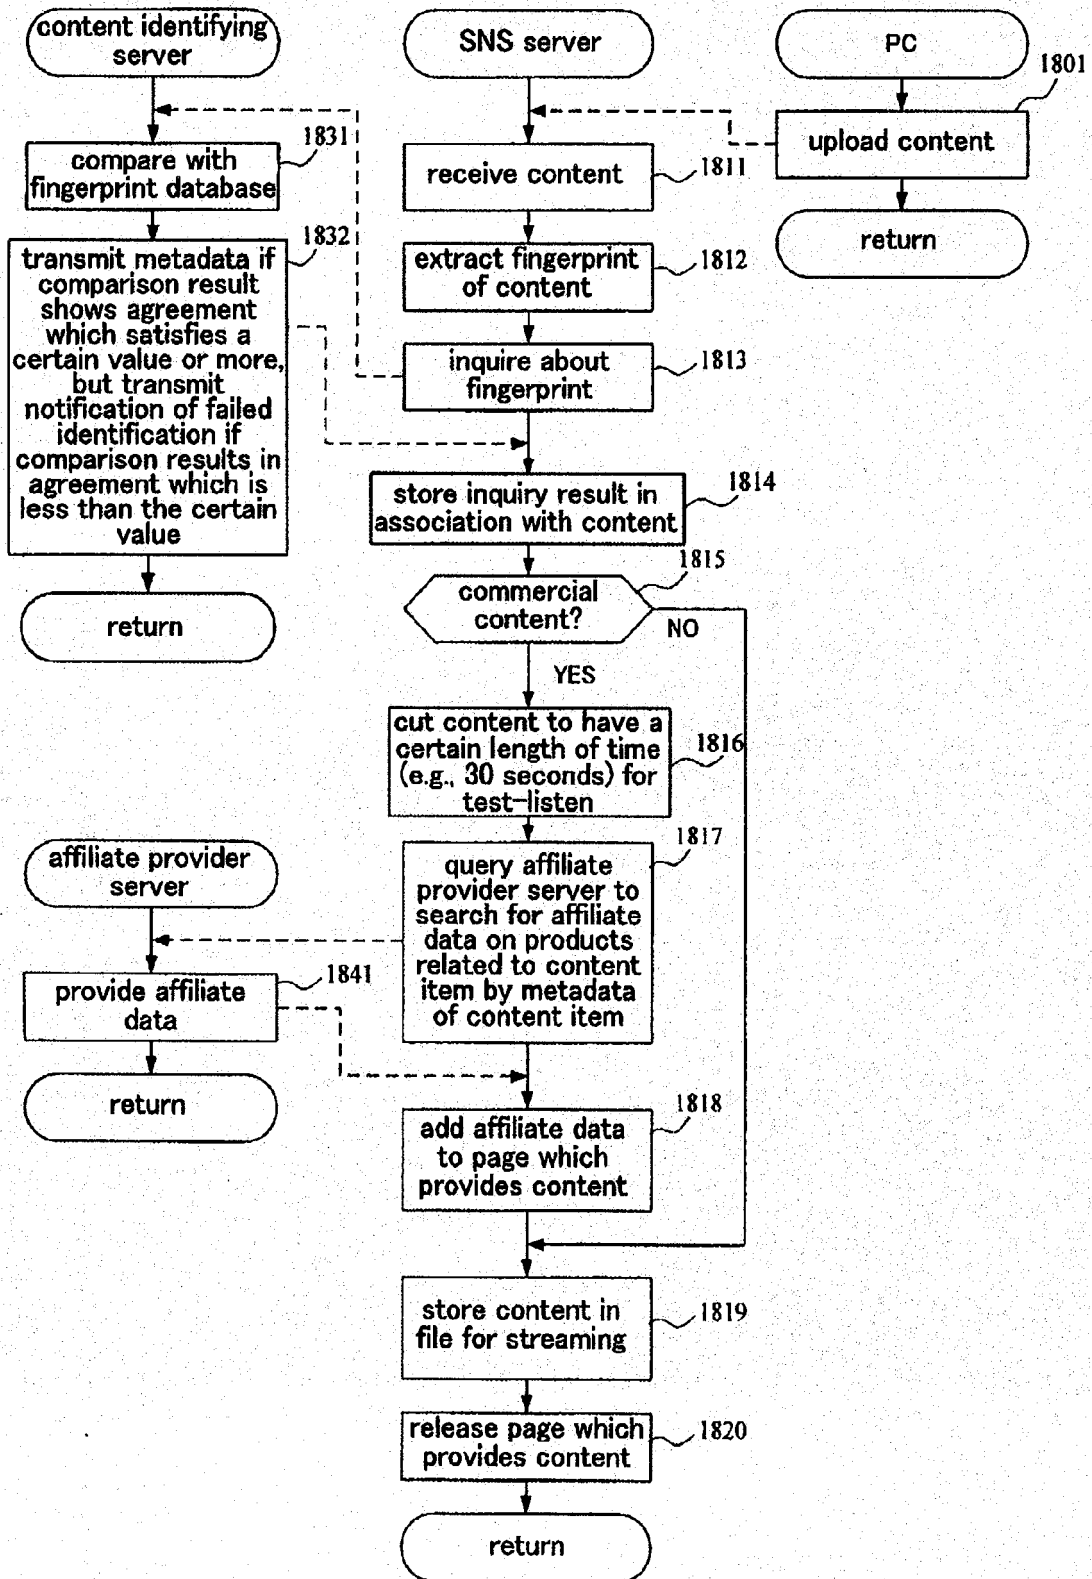 content identifying
server
SNS server
PC
1801
upload content
return
1831
compare with
fingerprint database
1832
transmit metadata if
comparison result
shows agreement
which satisfies a
certain value or more,
but transmit
notification of failed
identification if
comparison results in
agreement which is
less than the certain
value
return
receive content
1811
extract fingerprint
of content
1812
inquire about
fingerprint
1813
store inquiry result in
association with content
1814
commercial
content?
1815
NO
YES
cut content to have a
certain length of time
(e.g., 30 seconds) for
test-listen
1816
affiliate provider
server
query affiliate
provider server to
search for affiliate
data on products
related to content
item by metadata
of content item
1817
provide affiliate
data
1841
return
add affiliate data
to page which
provides content
1818
store content in
file for streaming
1819
release page which
provides content
1820
return